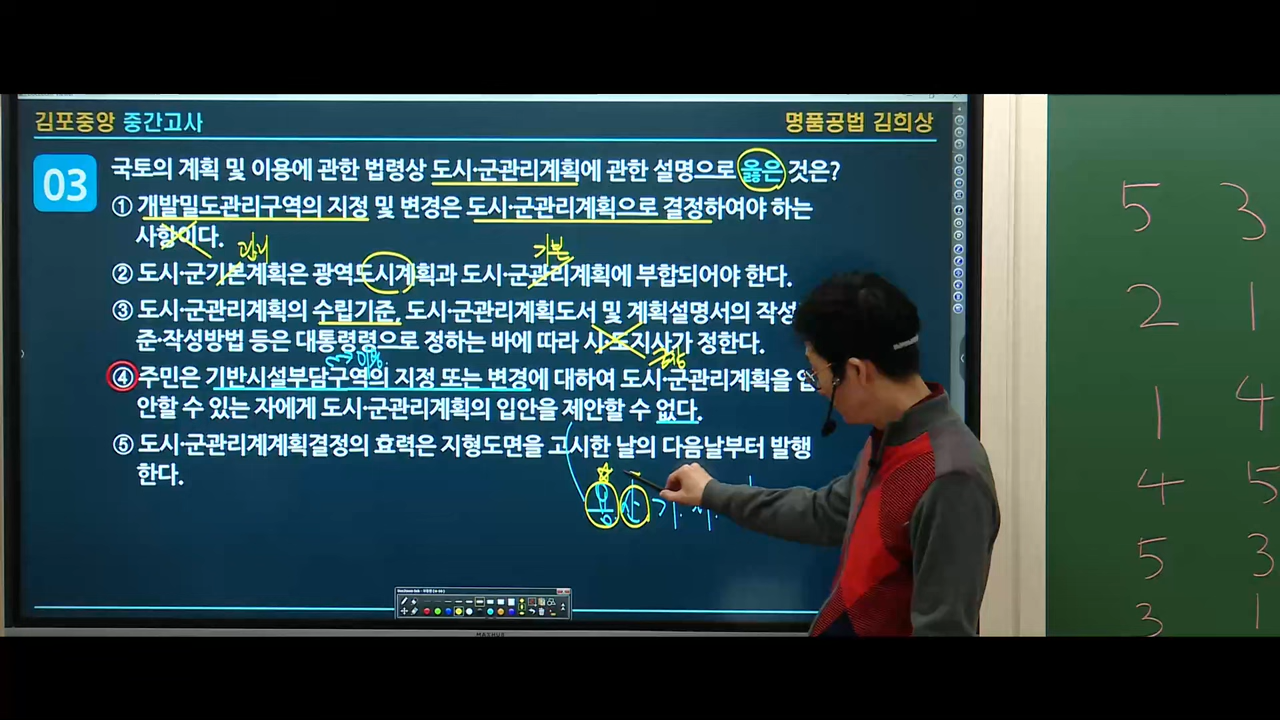 김포중앙 중간고사
명품공법 김희상
03 국토의 계획 및 이용에 관한 법령상 도시·군관리계획에 관한 설명으로 옳은 것은?
① 개발밀도관리구역의 지정 및 변경은 도시·군관리계획으로 결정하여야 하는
사항이다.
관리 기본
② 도시·군기본계획은 광역도시계획과 도시·군관리계획에 부합되어야 한다.
③ 도시·군관리계획의 수립기준, 도시·군관리계획도서 및 계획설명서의 작성
준·작성방법 등은 대통령령으로 정하는 바에 따라 시·도지사가 정한다.
국장
④ 주민은 기반시설부담구역의 지정 또는 변경에 대하여 도시·군관리계획을 입
안할 수 있는 자에게 도시·군관리계획의 입안을 제안할 수 없다.
⑤ 도시·군관리계계획결정의 효력은 지형도면을 고시한 날의 다음날부터 발행
한다.
산
MAXHUB
5 3
2 1
1 4
4 5
5 3
3 1